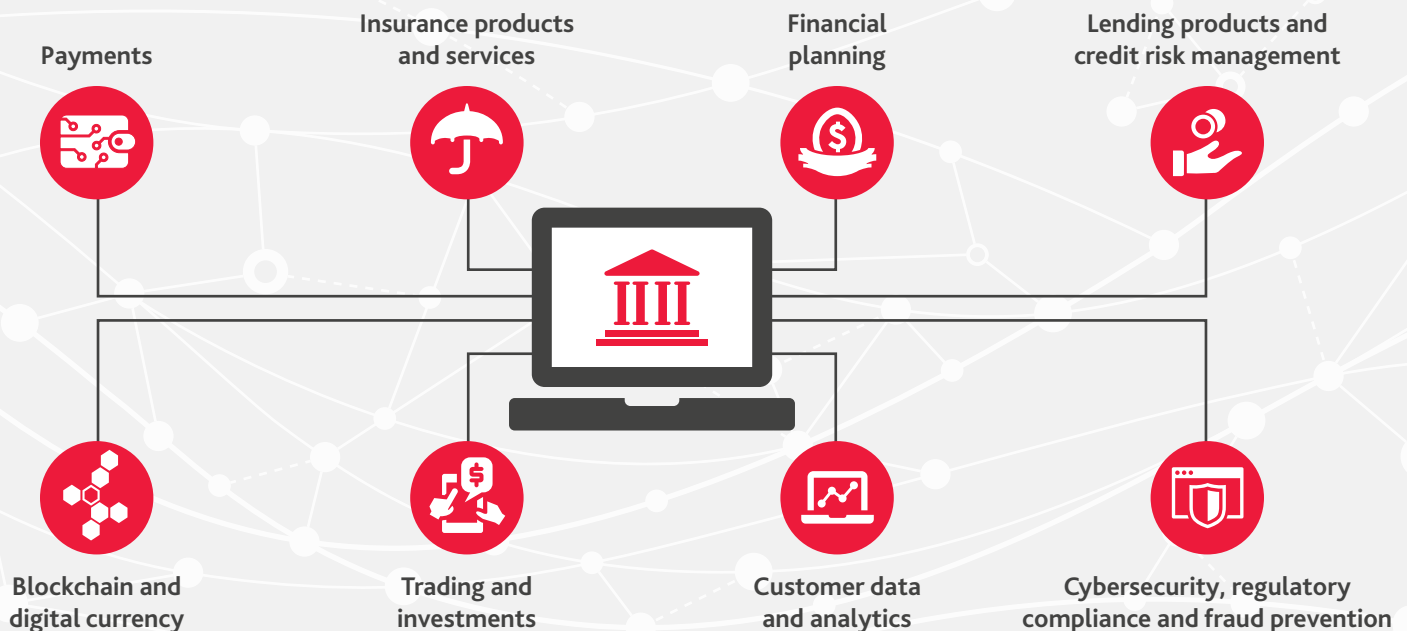 Payments
Insurance products
and services
Financial
planning
Lending products and
credit risk management
$
$
Blockchain and
digital currency
Trading and
investments
Customer data
and analytics
Cybersecurity, regulatory
compliance and fraud prevention